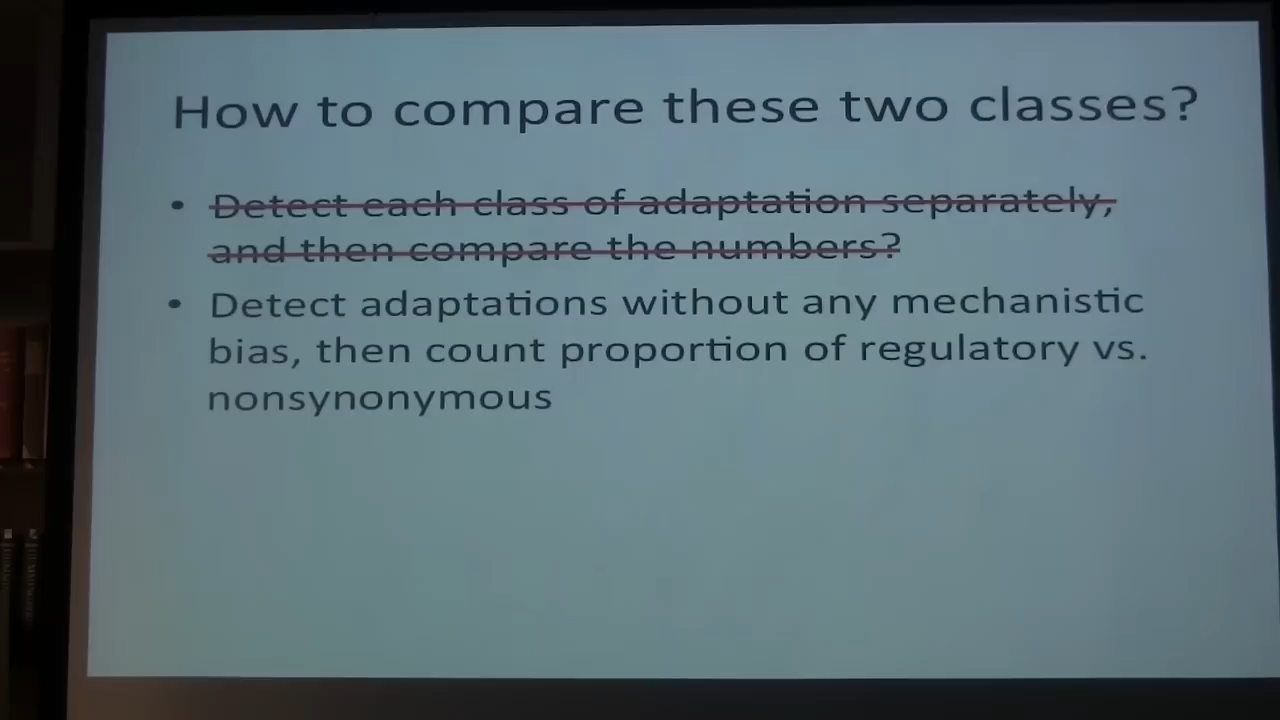 How to compare these two classes?
• Detect each class of adaptation separately,
and then compare the numbers?
• Detect adaptations without any mechanistic
bias, then count proportion of regulatory vs.
nonsynonymous